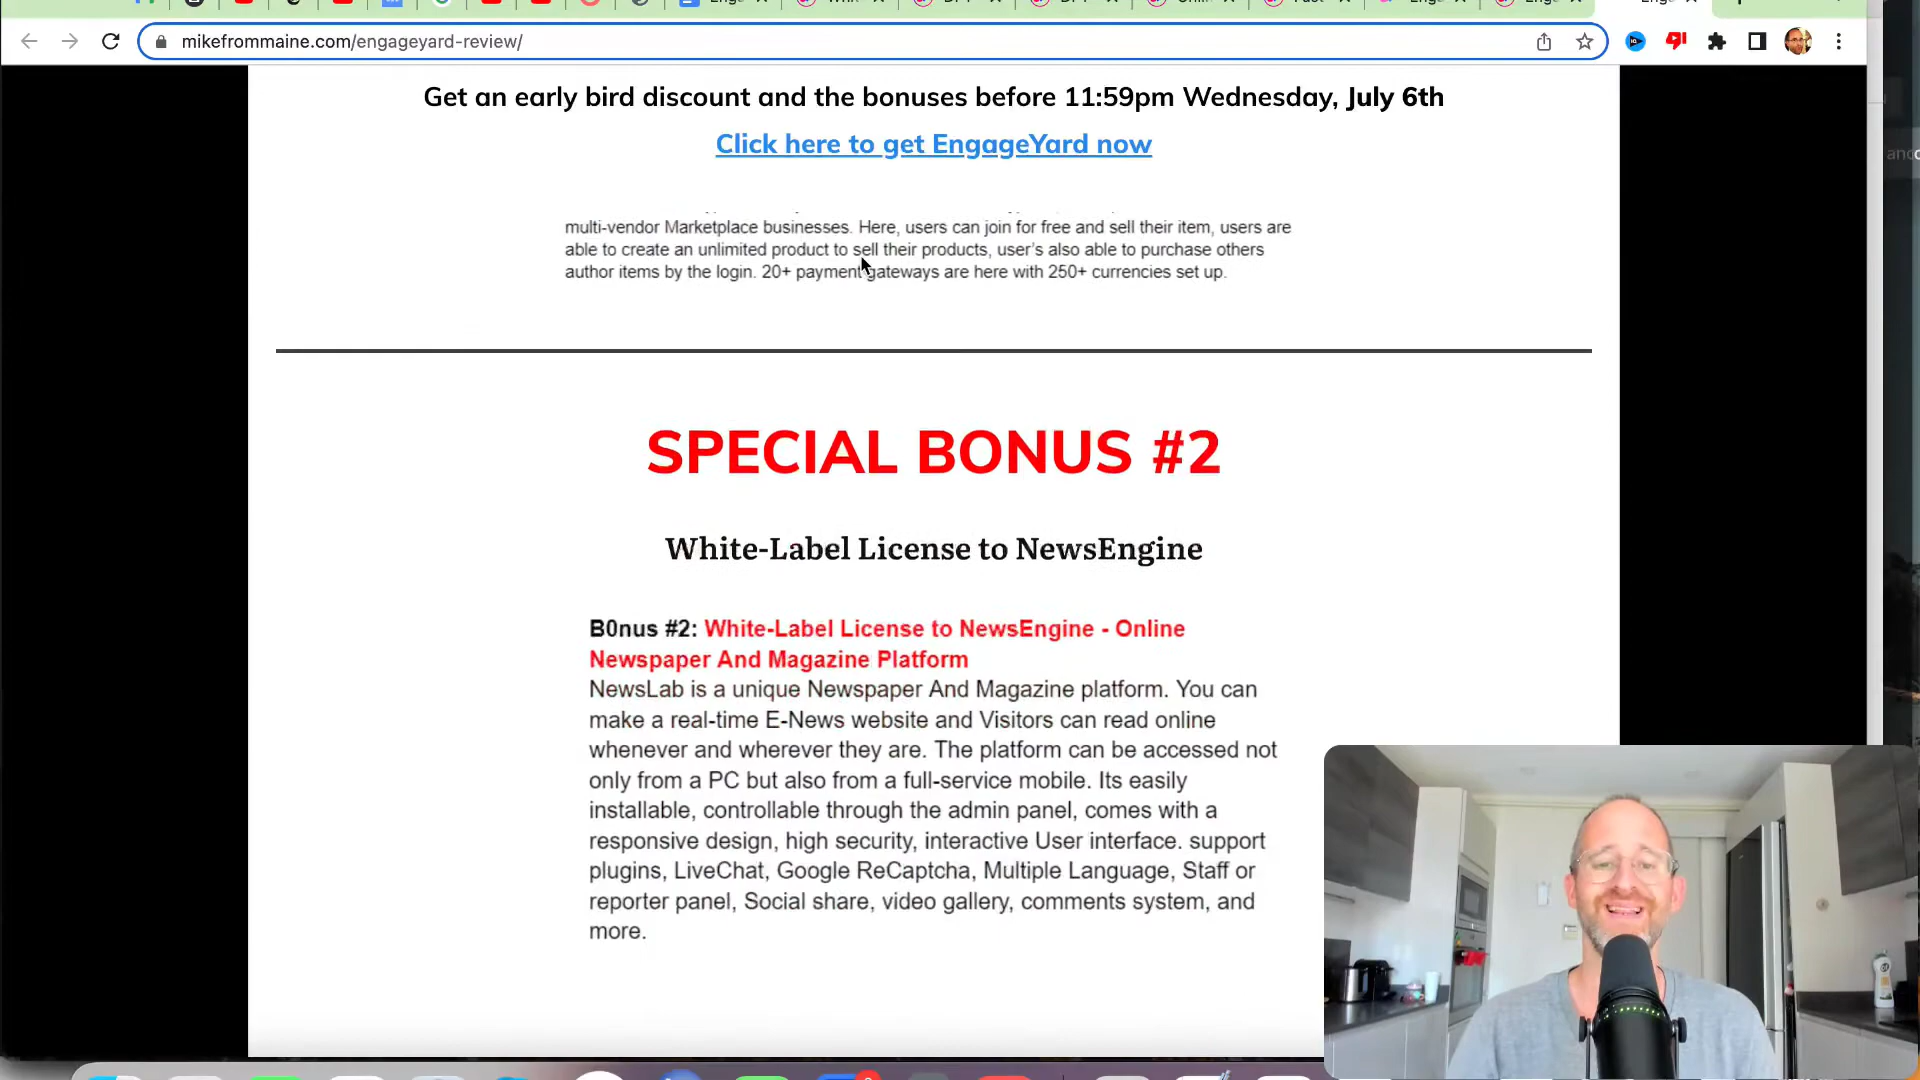 mikefrommaine.com/engageyard-review/
Get an early bird discount and the bonuses before 11:59pm Wednesday, July 6th
Click here to get EngageYard now
multi-vendor Marketplace businesses. Here, users can join for free and sell their item, users are
able to create an unlimited product to sell their products, user's also able to purchase others
author items by the login. 20+ payment gateways are here with 250+ currencies set up.
SPECIAL BONUS #2
White-Label License to NewsEngine
B0nus #2: White-Label License to NewsEngine - Online
Newspaper And Magazine Platform
NewsLab is a unique Newspaper And Magazine platform. You can
make a real-time E-News website and Visitors can read online
whenever and wherever they are. The platform can be accessed not
only from a PC but also from a full-service mobile. Its easily
installable, controllable through the admin panel, comes with a
responsive design, high security, interactive User interface. support
plugins, LiveChat, Google ReCaptcha, Multiple Language, Staff or
reporter panel, Social share, video gallery, comments system, and
more.